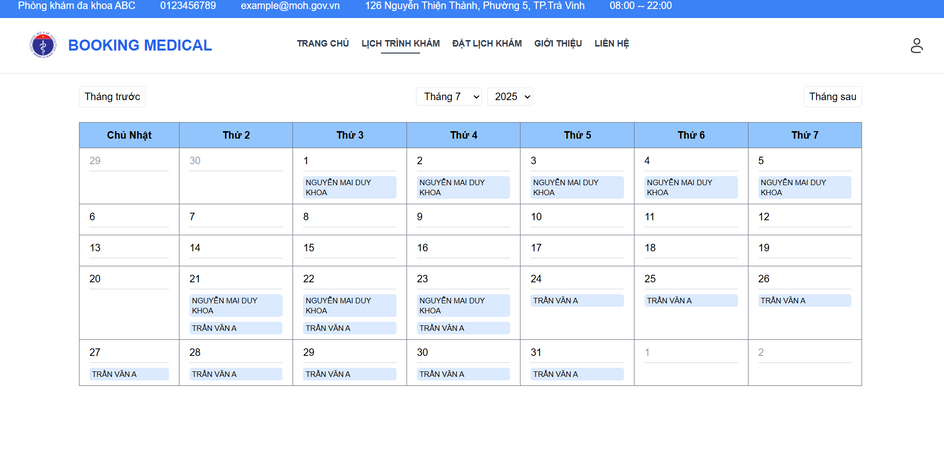 Phòng khám đa khoa ABC 0123456789 example@moh.gov.vn 126 Nguyễn Thiện Thành, Phường 5, TP.Trà Vinh 08:00 -- 22:00
BOOKING MEDICAL TRANG CHỦ LỊCH TRÌNH KHÁM ĐẶT LỊCH KHÁM GIỚI THIỆU LIÊN HỆ
Tháng trước Tháng 7 2025 Tháng sau
Chủ Nhật Thứ 2 Thứ 3 Thứ 4 Thứ 5 Thứ 6 Thứ 7
29 30 1 2 3 4 5
NGUYỄN MAI DUY NGUYỄN MAI DUY NGUYỄN MAI DUY NGUYỄN MAI DUY NGUYỄN MAI DUY
KHOA KHOA KHOA KHOA KHOA
6 7 8 9 10 11 12
13 14 15 16 17 18 19
20 21 22 23 24 25 26
NGUYỄN MAI DUY NGUYỄN MAI DUY NGUYỄN MAI DUY TRẦN VĂN A TRẦN VĂN A TRẦN VĂN A
KHOA KHOA KHOA
TRẦN VĂN A TRẦN VĂN A TRẦN VĂN A
27 28 29 30 31 1 2
TRẦN VĂN A TRẦN VĂN A TRẦN VĂN A TRẦN VĂN A TRẦN VĂN A